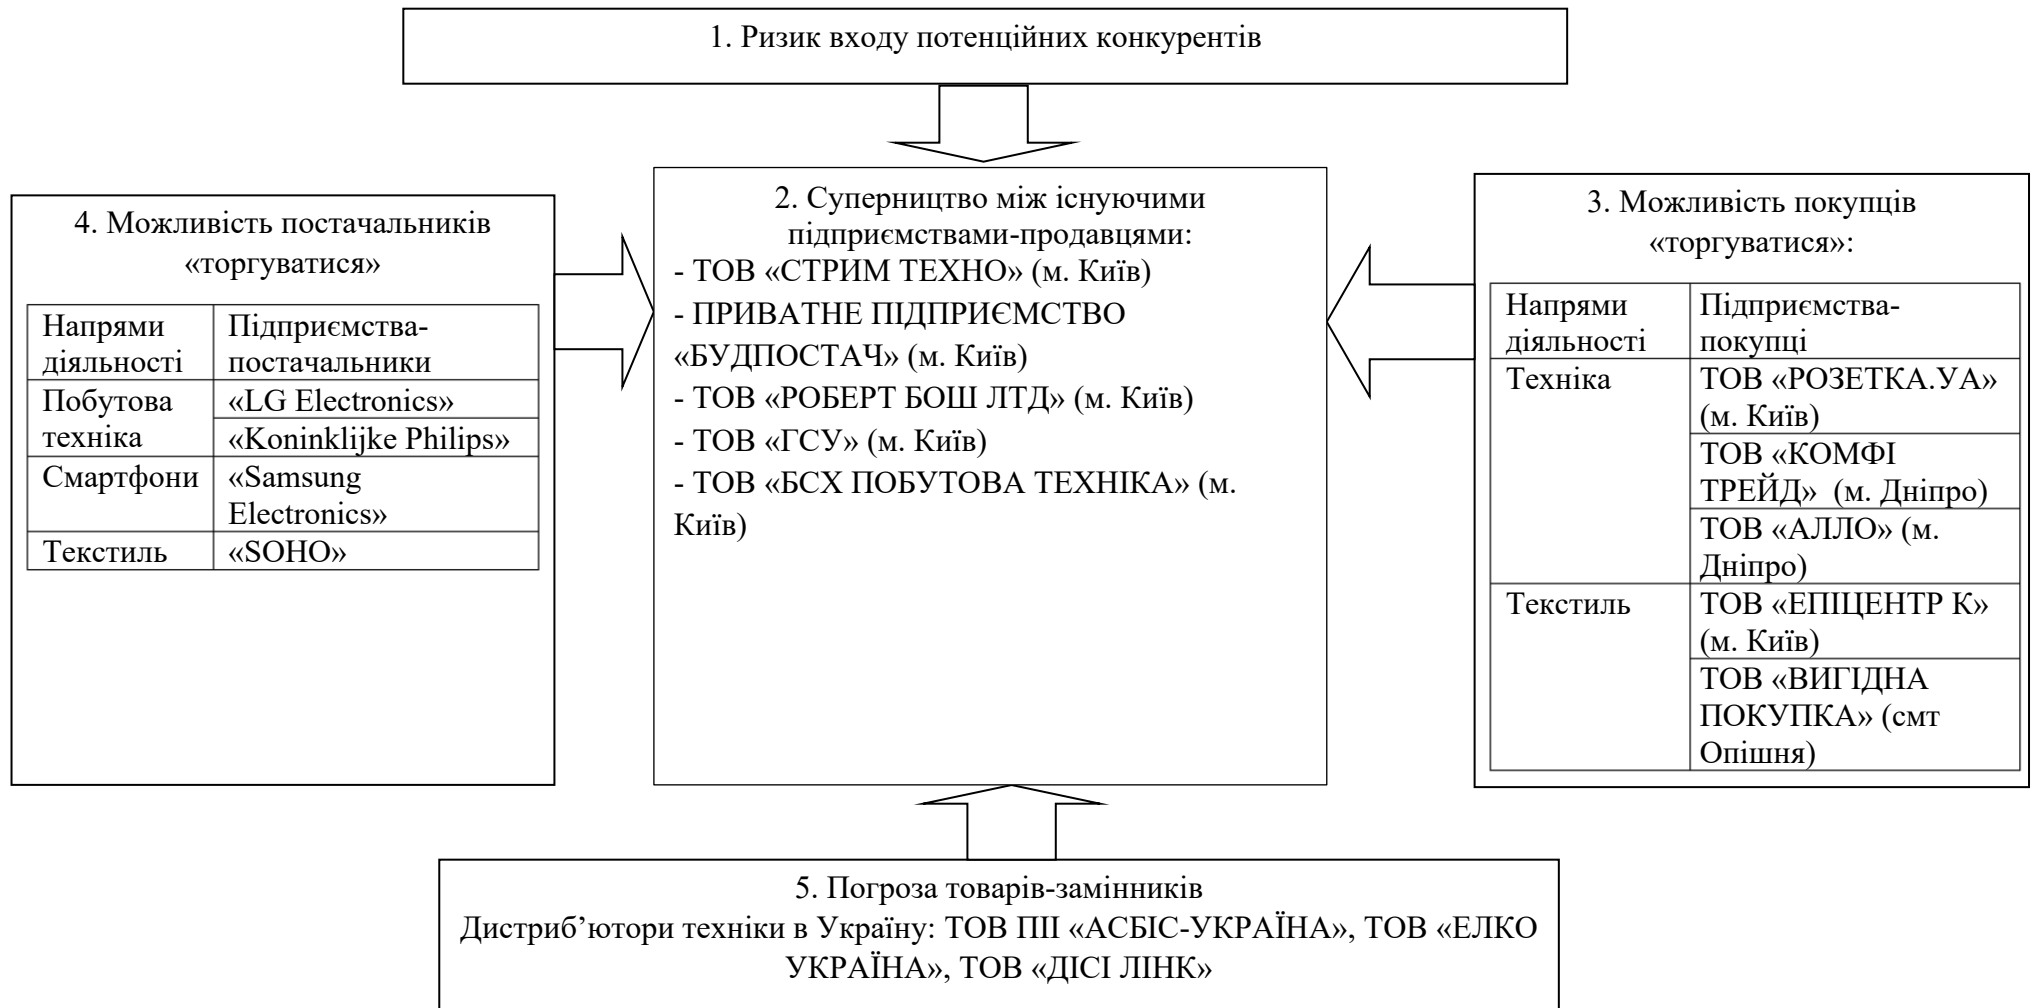 1. Ризик входу потенційних конкурентів
4. Можливість постачальників
«торгуватися»
Напрями
діяльності
Підприємства-
постачальники
Побутова
техніка
«LG Electronics»
«Koninklijke Philips»
Смартфони
«Samsung
Electronics»
Текстиль
«SOHO»
2. Суперництво між існуючими
підприємствами-продавцями:
- ТОВ «СТРИМ ТЕХНО» (м. Київ)
- ПРИВАТНЕ ПІДПРИЄМСТВО
«БУДПОСТАЧ» (м. Київ)
- ТОВ «РОБЕРТ БОШ ЛТД» (м. Київ)
- ТОВ «ГСУ» (м. Київ)
- ТОВ «БСХ ПОБУТОВА ТЕХНІКА» (м.
Київ)
3. Можливість покупців
«торгуватися»:
Напрями
діяльності
Підприємства-
покупці
Техніка
ТОВ «РОЗЕТКА.УА»
(м. Київ)
ТОВ «КОМФІ
ТРЕЙД» (м. Дніпро)
ТОВ «АЛЛО» (м.
Дніпро)
Текстиль
ТОВ «ЕПІЦЕНТР К»
(м. Київ)
ТОВ «ВИГІДНА
ПОКУПКА» (смт
Опішня)
5. Погроза товарів-замінників
Дистриб’ютори техніки в Україну: ТОВ ПІІ «АСБІС-УКРАЇНА», ТОВ «ЕЛКО
УКРАЇНА», ТОВ «ДІСІ ЛІНК»